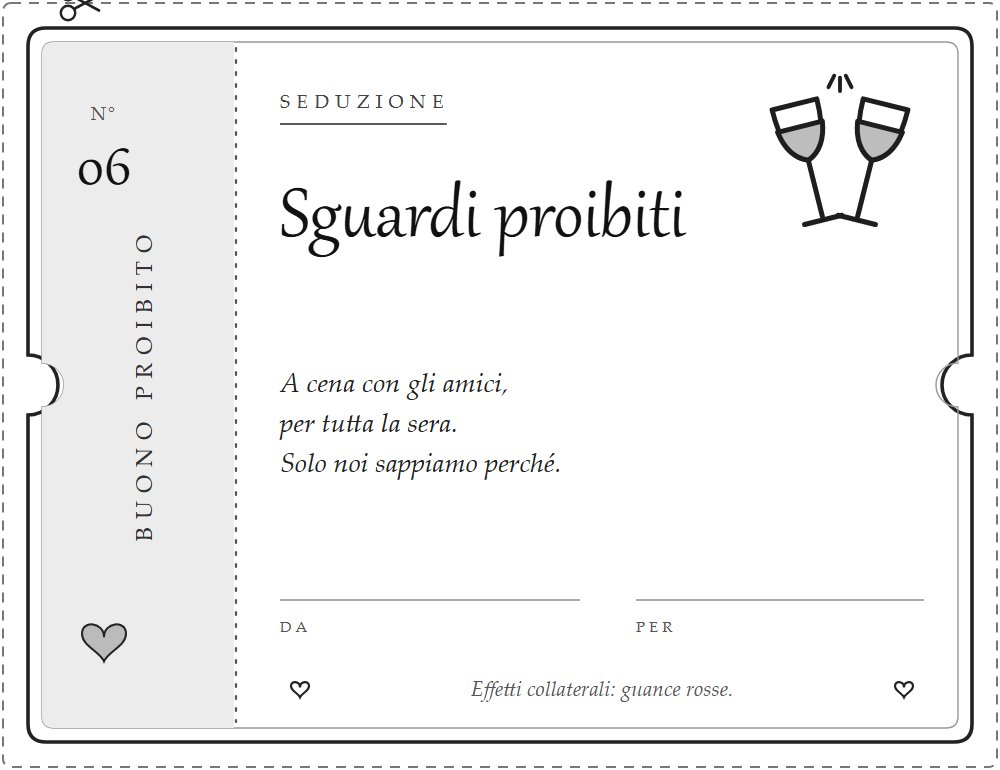 N°
06
BUONO PROIBITO
SEDUZIONE
Sguardi proibiti
A cena con gli amici,
per tutta la sera.
Solo noi sappiamo perché.
DA
PER
Effetti collaterali: guance rosse.